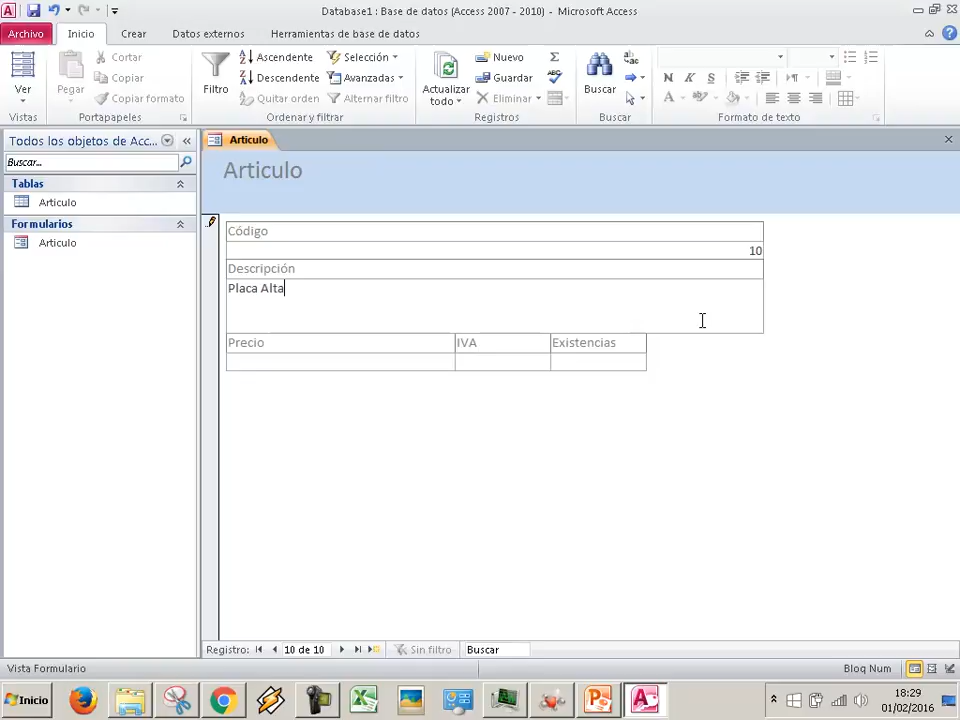 Database1 : Base de datos (Access 2007 - 2010) - Microsoft Access
Archivo Inicio Crear Datos externos Herramientas de base de datos
Ver
Vistas
Pegar
Cortar
Copiar
Copiar formato
Portapapeles
Filtro
Ascendente
Descendente
Quitar orden
Selección
Avanzadas
Alternar filtro
Ordenar y filtrar
Actualizar
todo
Nuevo
Guardar
Eliminar
Registros
Buscar
Buscar
N K S
A
Formato de texto
Todos los objetos de Acc...
Buscar...
Tablas
Articulo
Formularios
Articulo
Articulo
Articulo
Código
10
Descripción
Placa Alta
Precio IVA Existencias
Registro: 10 de 10 Sin filtro Buscar
Vista Formulario Bloq Num
Inicio
18:29
01/02/2016